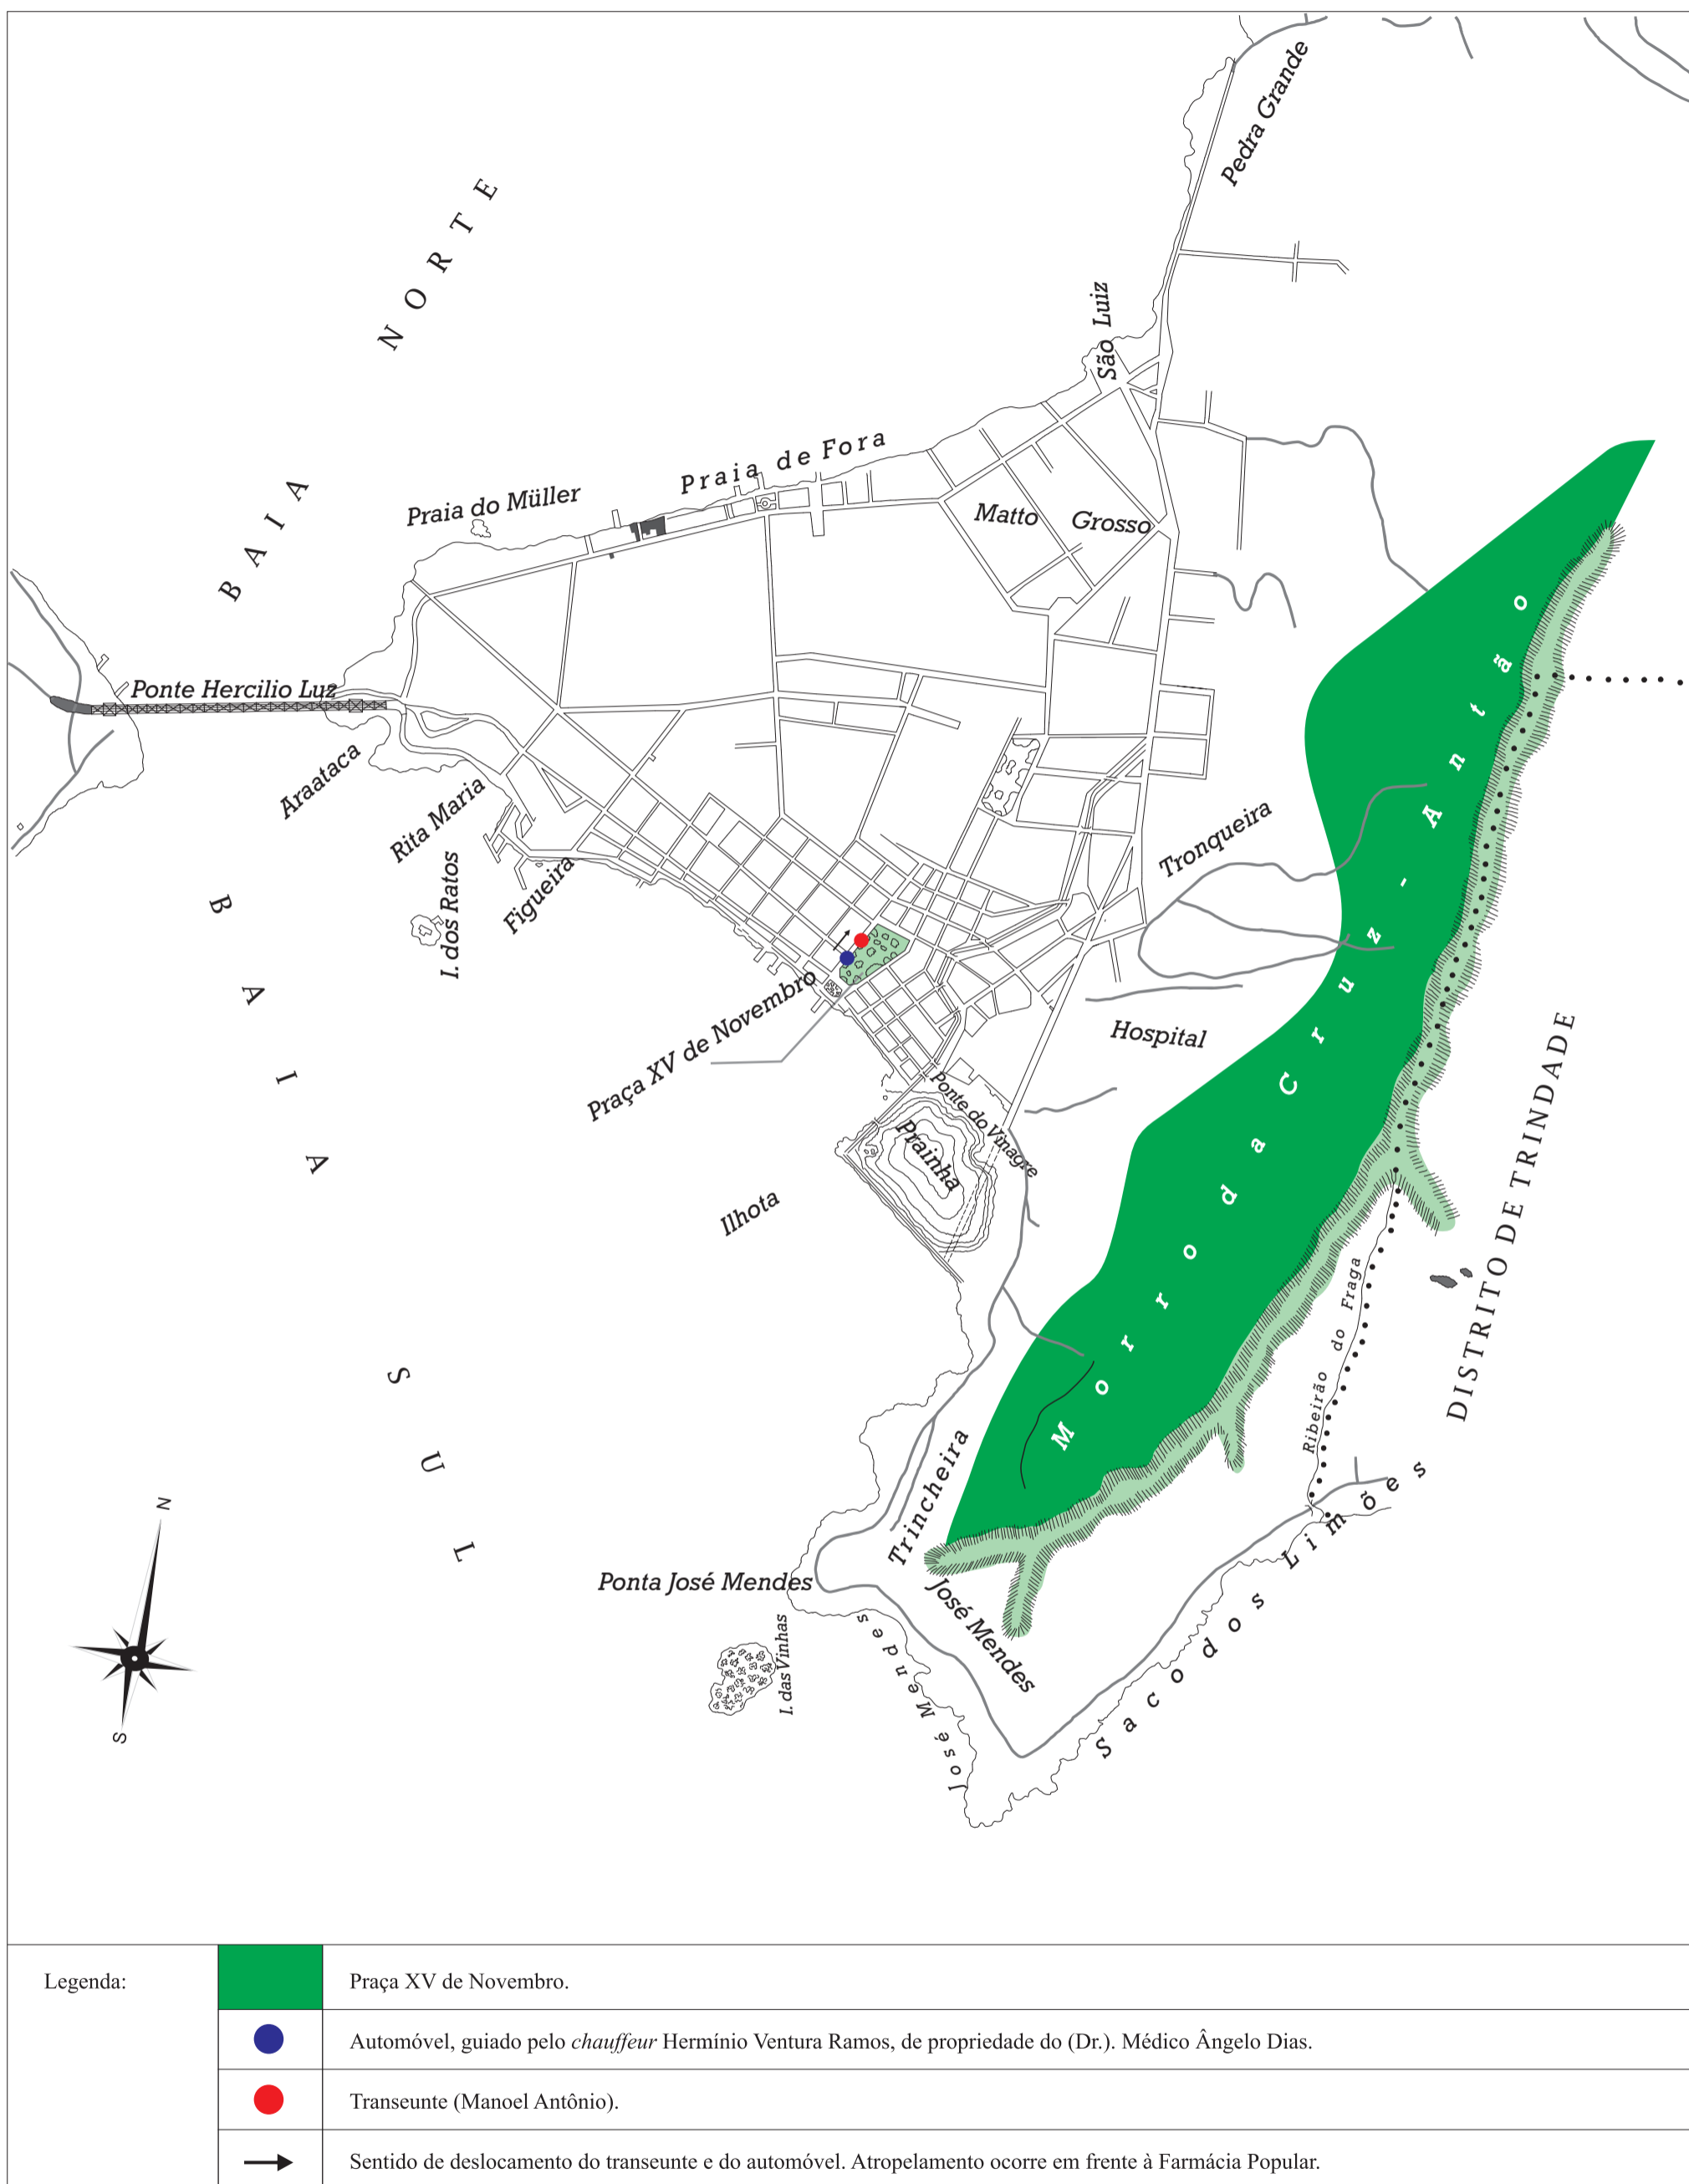 Pedra Grande
BAIA NORTE
São Luiz
Praia de Fora
Praia do Müller
Matto Grosso
Ponte Hercilio Luz
Araataca
Rita Maria
I. dos Ratos
Figueira
Tronqueira
Morro da Cruz - Antão
Praça XV de Novembro
Hospital
BAIA SUL
Ponte do Vinagre
Prainha
Ilhota
DISTRITO DE TRINDADE
Ribeirão do Fraga
Trincheira
Ponta José Mendes
José Mendes
José Mendes
I. das Vinhas
Saco dos Limões
N
S
Legenda:
Praça XV de Novembro.
Automóvel, guiado pelo chauffeur Hermínio Ventura Ramos, de propriedade do (Dr.). Médico Ângelo Dias.
Transeunte (Manoel Antônio).
Sentido de deslocamento do transeunte e do automóvel. Atropelamento ocorre em frente à Farmácia Popular.